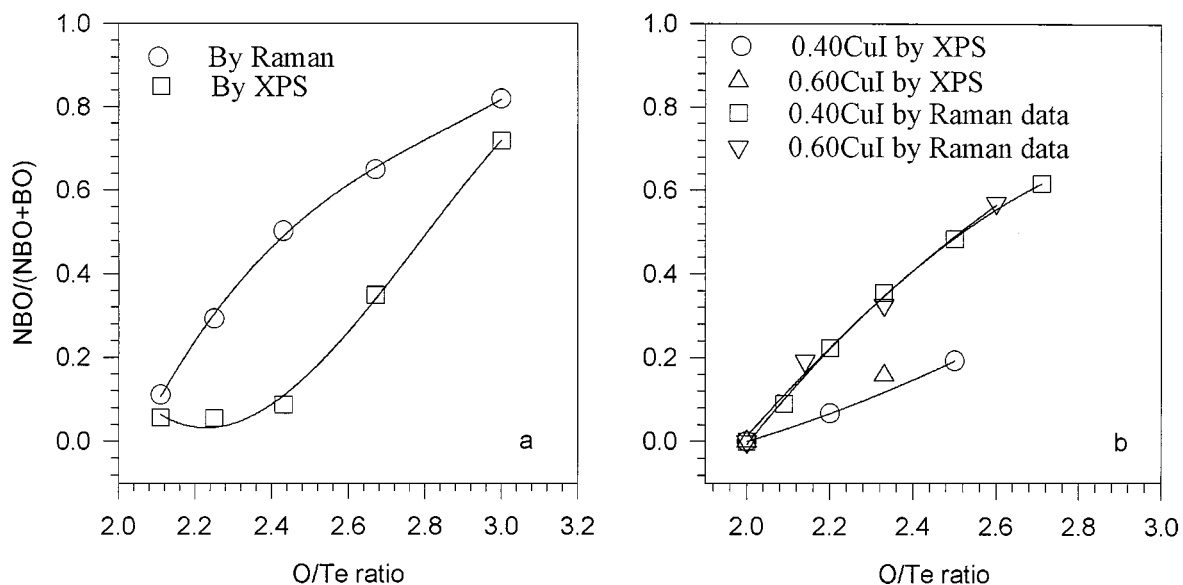 NBO/(NBO+BO)
1.0
0.8
0.6
0.4
0.2
0.0
By Raman
By XPS
a
2.0 2.2 2.4 2.6 2.8 3.0 3.2
O/Te ratio
1.0
0.8
0.6
0.4
0.2
0.0
0.40CuI by XPS
0.60CuI by XPS
0.40CuI by Raman data
0.60CuI by Raman data
b
2.0 2.2 2.4 2.6 2.8 3.0
O/Te ratio